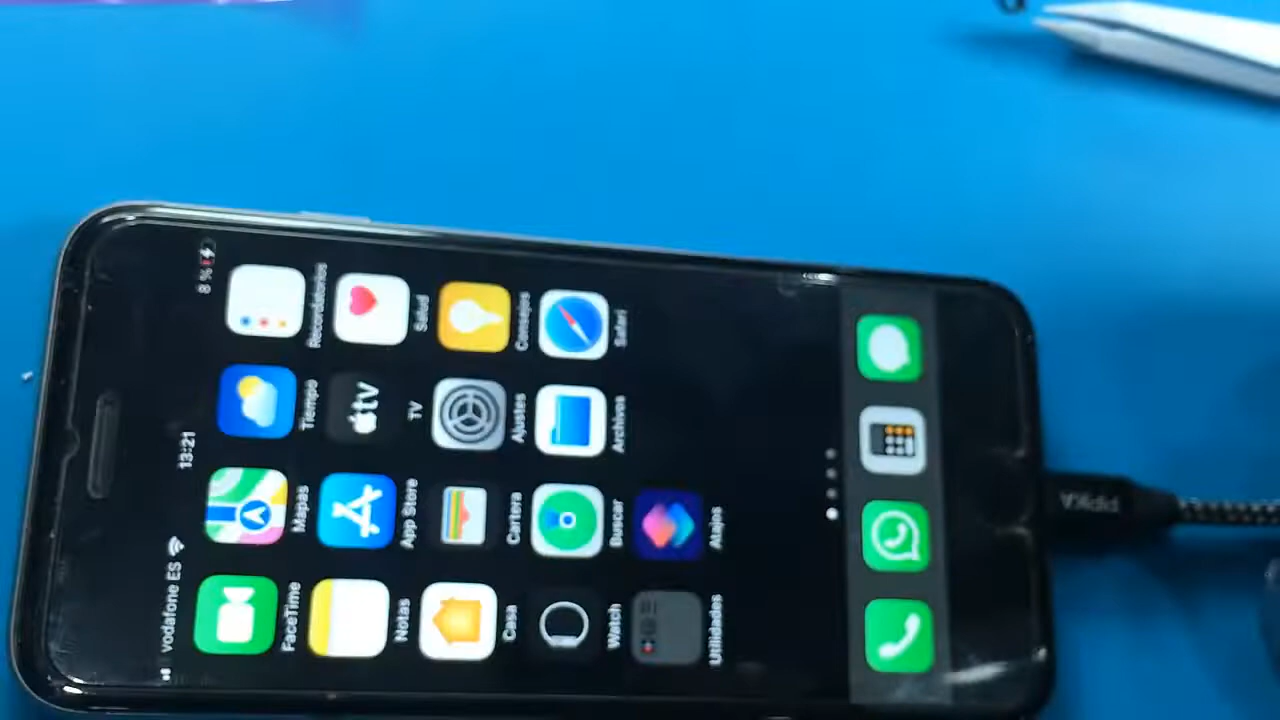 vodafone ES 13:21 8 %
FaceTime Mapas Tiempo Recordatorios
tv
Notas App Store TV Salud
Casa Cartera Ajustes Consejos
Watch Buscar Archivos Safari
Utilidades Atajos